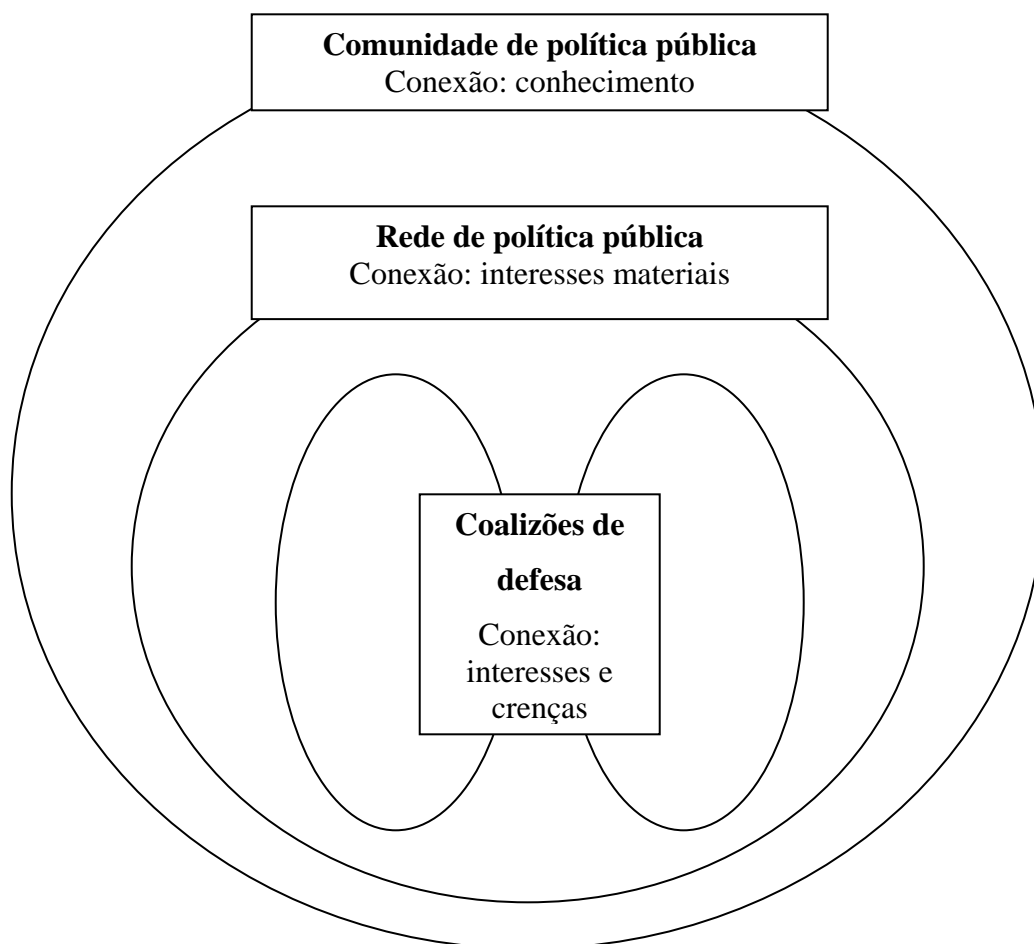 Comunidade de política pública
Conexão: conhecimento
Rede de política pública
Conexão: interesses materiais
Coalizões de
defesa
Conexão:
interesses e
crenças